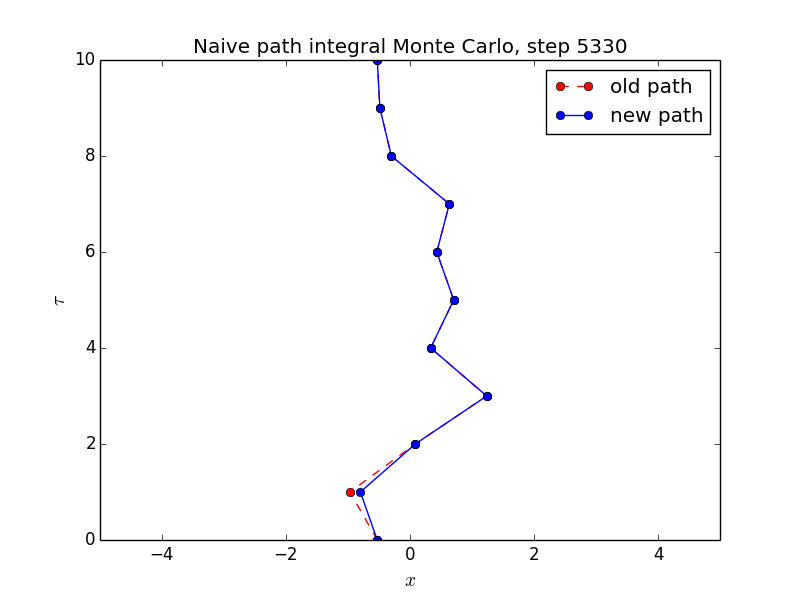 Naive path integral Monte Carlo, step 5330
old path
new path
10
8
6
4
2
0
τ
−4 −2 0 2 4
x